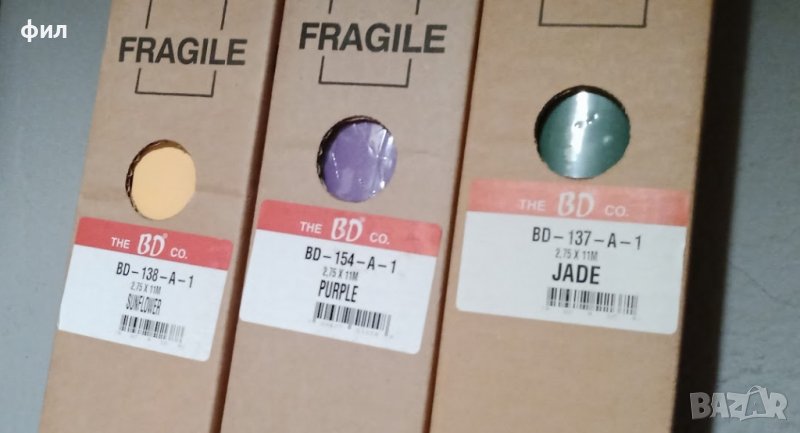 фил
FRAGILE
THE BD® CO.
BD-138-A-1
2,75 X 11M
SUNFLOWER
FRAGILE
THE BD® CO.
BD-154-A-1
2,75 X 11M
PURPLE
THE BD® CO.
BD-137-A-1
2,75 X 11M
JADE
BAZAR